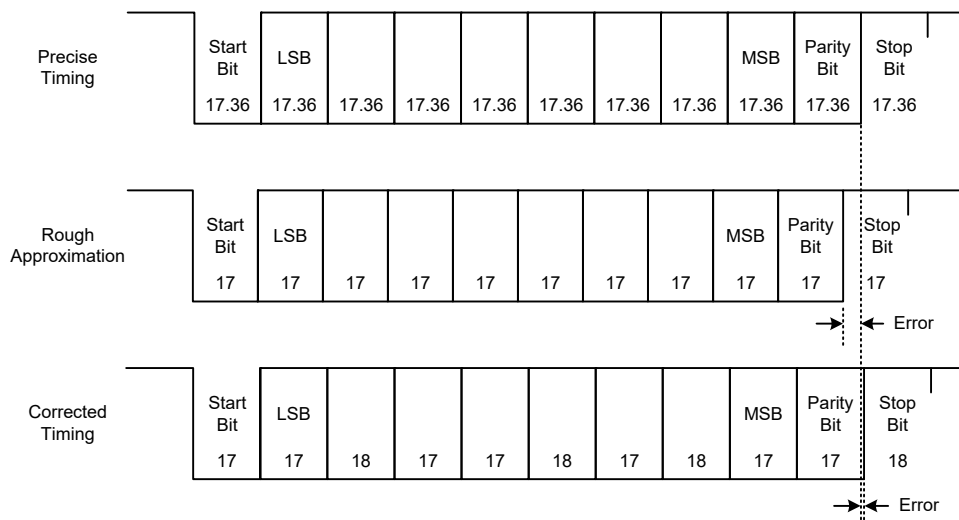 Precise
Timing
Start
Bit
LSB
MSB
Parity
Bit
Stop
Bit
17.36 17.36 17.36 17.36 17.36 17.36 17.36 17.36 17.36 17.36 17.36
Rough
Approximation
Start
Bit
LSB
MSB
Parity
Bit
Stop
Bit
17 17 17 17 17 17 17 17 17 17 17
Error
Corrected
Timing
Start
Bit
LSB
MSB
Parity
Bit
Stop
Bit
17 17 18 17 17 18 17 18 17 17 18
Error